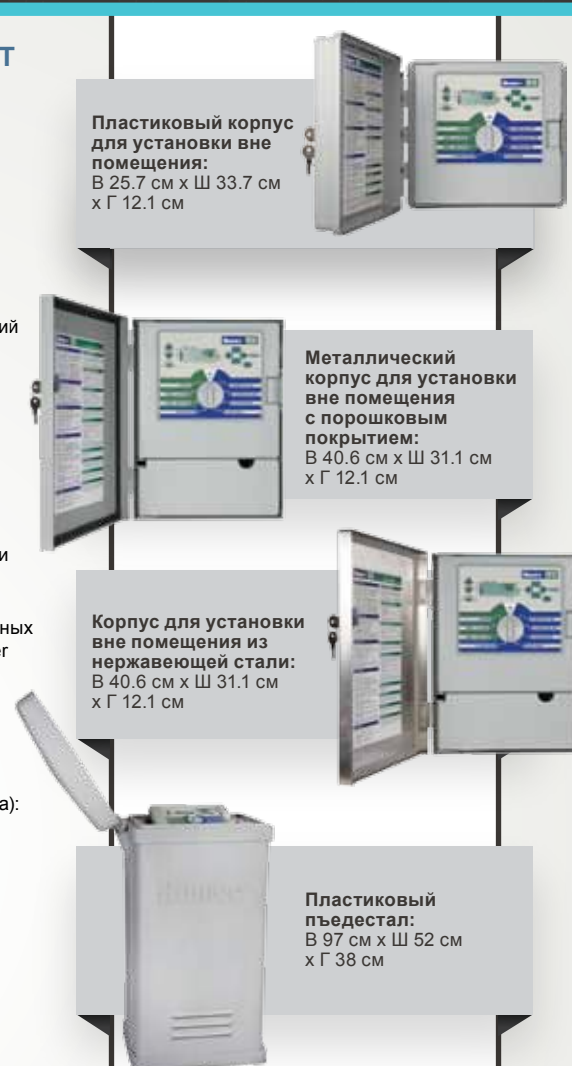 Т
Пластиковый корпус
для установки вне
помещения:
В 25.7 см x Ш 33.7 см
x Г 12.1 см
ий
Металлический
корпус для установки
вне помещения
с порошковым
покрытием:
В 40.6 см x Ш 31.1 см
x Г 12.1 см
и
ных
er
Корпус для установки
вне помещения из
нержавеющей стали:
В 40.6 см x Ш 31.1 см
x Г 12.1 см
а):
Пластиковый
пъедестал:
В 97 см x Ш 52 см
x Г 38 см